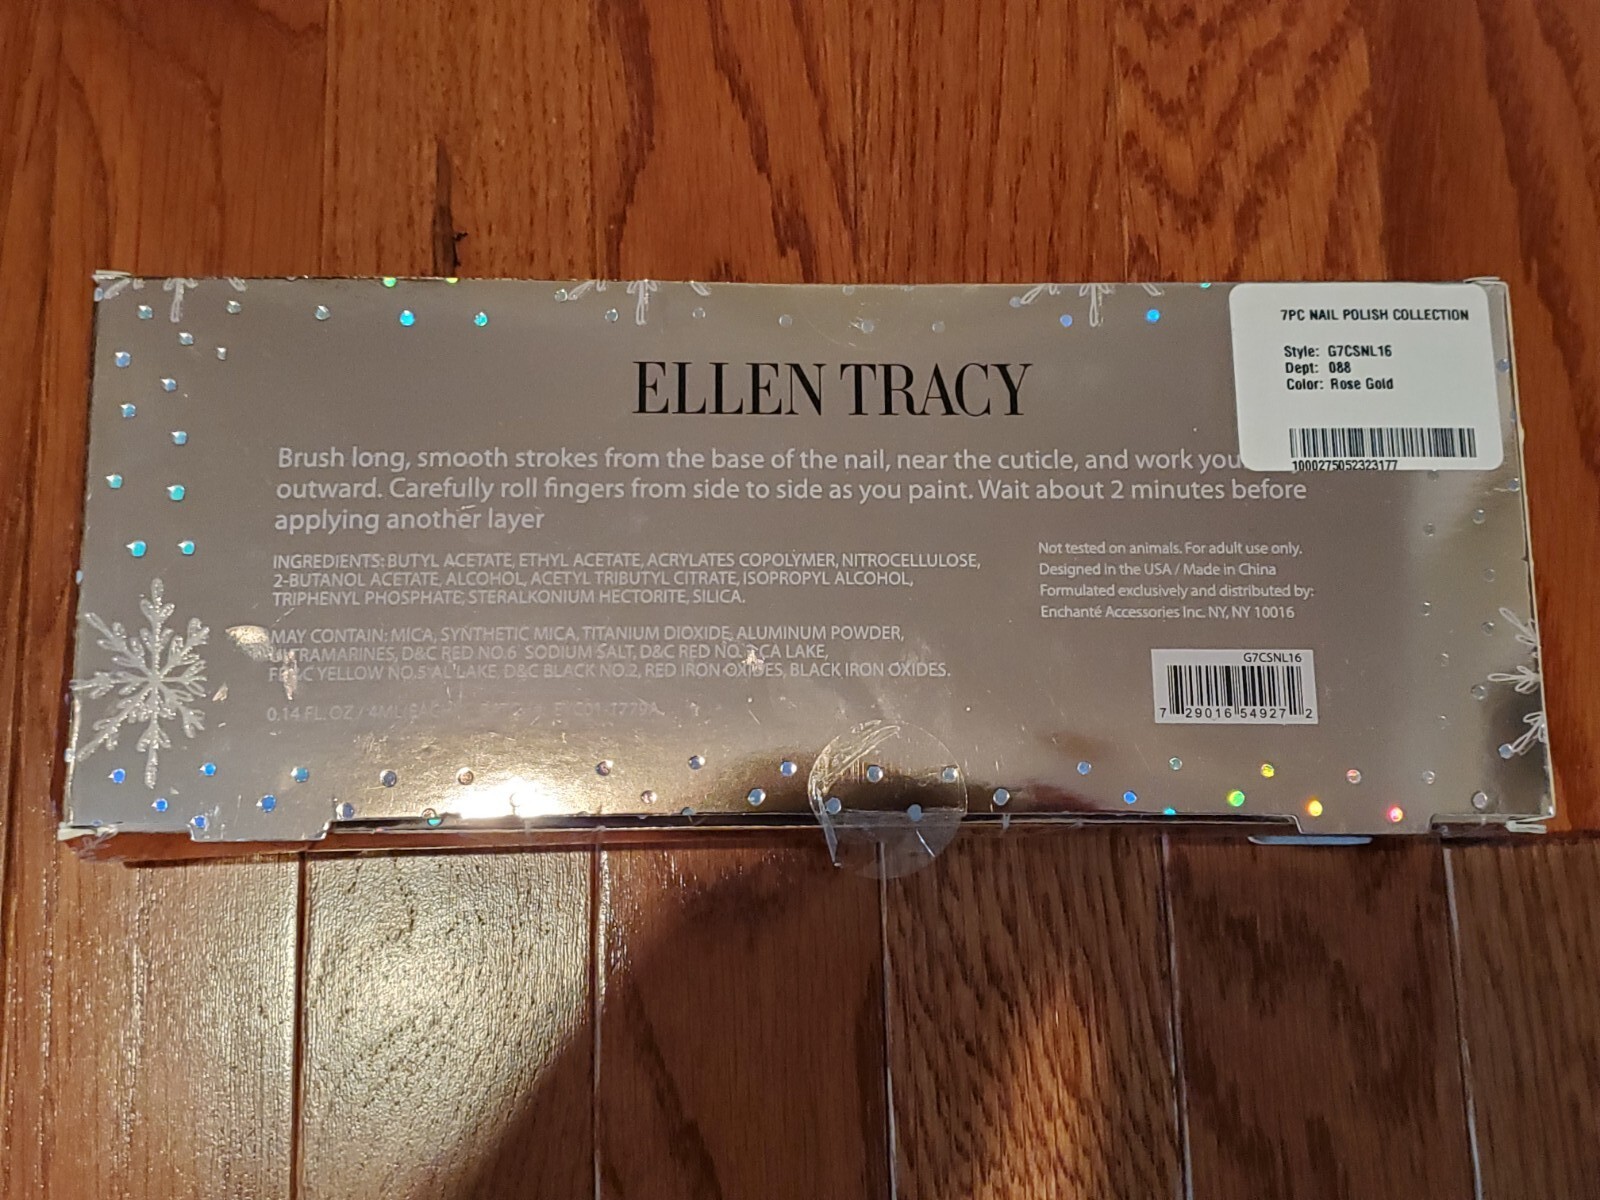 7PC NAIL POLISH COLLECTION
Style: G7CSNL16
Dept: 088
Color: Rose Gold
1000275052323177
ELLEN TRACY
Brush long, smooth strokes from the base of the nail, near the cuticle, and work
outward. Carefully roll fingers from side to side as you paint. Wait about 2 minutes before
applying another layer
INGREDIENTS: BUTYL ACETATE, ETHYL ACETATE, ACRYLATES COPOLYMER, NITROCELLULOSE,
2-BUTANOL ACETATE, ALCOHOL, ACETYL TRIBUTYL CITRATE, ISOPROPYL ALCOHOL,
TRIPHENYL PHOSPHATE, STERALKONIUM HECTORITE, SILICA.
MAY CONTAIN: MICA, SYNTHETIC MICA, TITANIUM DIOXIDE, ALUMINUM POWDER,
ULTRAMARINES, D&C RED NO.6 SODIUM SALT, D&C RED CA LAKE,
FD&C YELLOW NO.5 AL LAKE, D&C BLACK NO.2, RED IRON OXIDES, BLACK IRON OXIDES.
0.14 FL. OZ / 4ML
Not tested on animals. For adult use only.
Designed in the USA / Made in China
Formulated exclusively and distributed by:
Enchanté Accessories Inc. NY, NY 10016
G7CSNL16
7 29016 54927 2